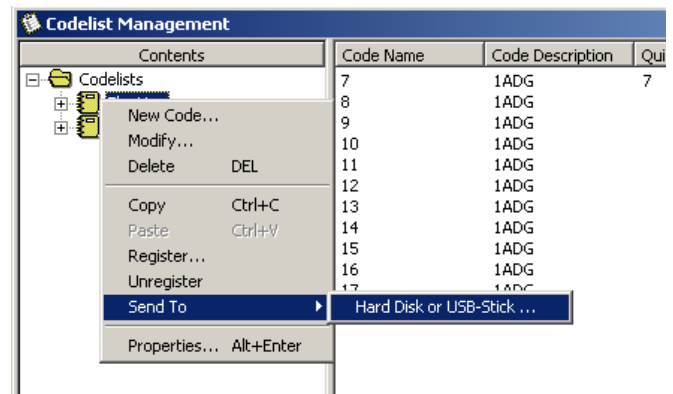 Codelist Management
Contents
Code Name Code Description Qui
Codelists
7 1ADG 7
8 1ADG
9 1ADG
10 1ADG
11 1ADG
12 1ADG
13 1ADG
14 1ADG
15 1ADG
16 1ADG
17 1ADG
New Code...
Modify...
Delete DEL
Copy Ctrl+C
Paste Ctrl+V
Register...
Unregister
Send To
Hard Disk or USB-Stick ...
Properties... Alt+Enter